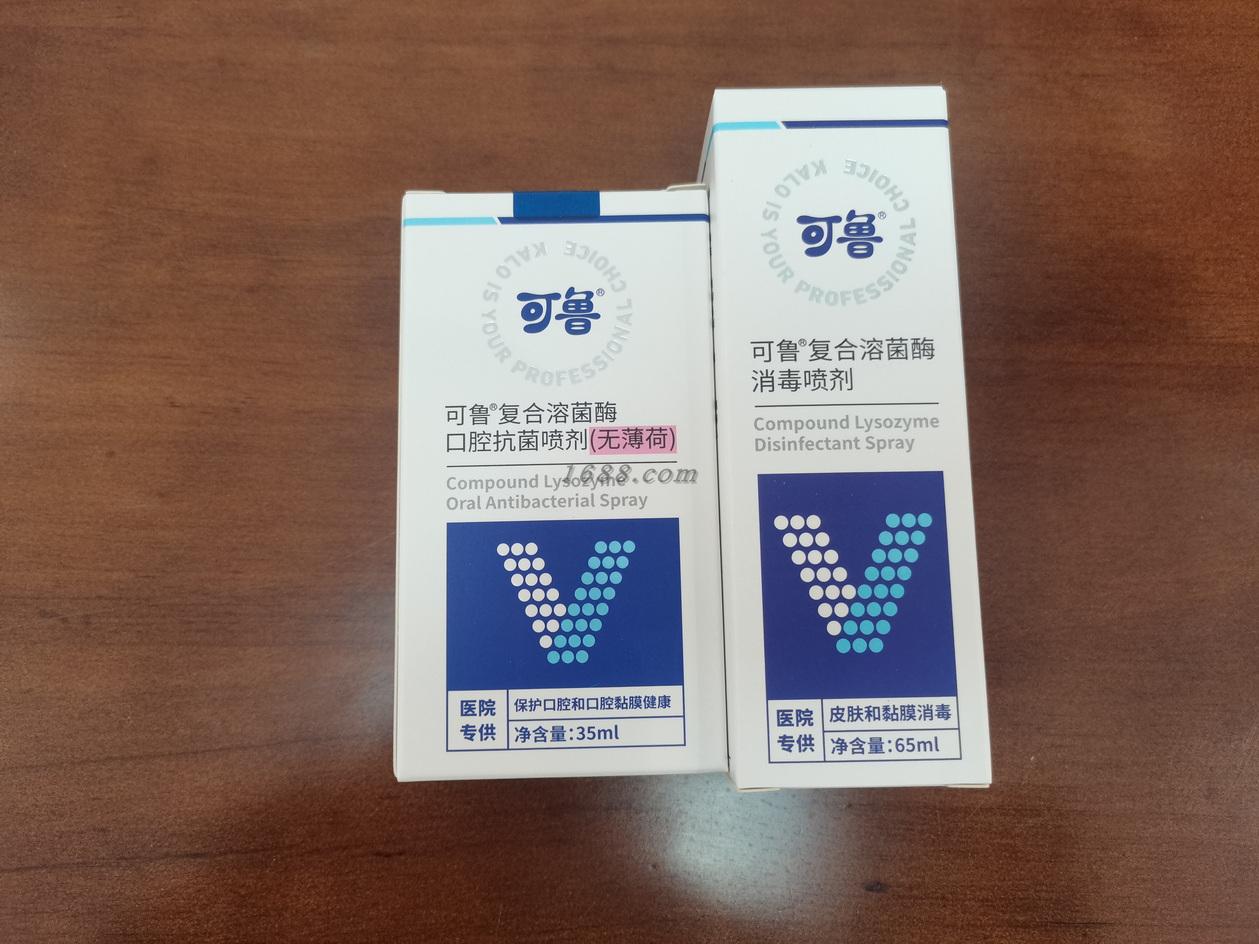 KALO IS YOUR PROFESSIONAL CHOICE
可鲁®
可鲁®复合溶菌酶
口腔抗菌喷剂(无薄荷)
Compound Lysozyme
Oral Antibacterial Spray
医院
专供
保护口腔和口腔黏膜健康
净含量:35ml
KALO IS YOUR PROFESSIONAL CHOICE
可鲁®
可鲁®复合溶菌酶
消毒喷剂
Compound Lysozyme
Disinfectant Spray
医院
专供
皮肤和黏膜消毒
净含量:65ml
1688.com